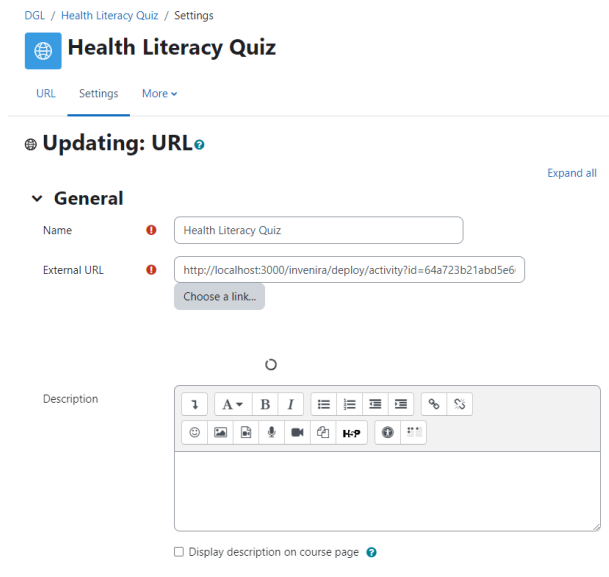 DGL / Health Literacy Quiz / Settings
Health Literacy Quiz
URL Settings More
Updating: URL
Expand all
General
Name
Health Literacy Quiz
External URL
http://localhost:3000/invenira/deploy/activity?id=64a723b21abd5e6
Choose a link...
Description
A B I
H5P
Display description on course page